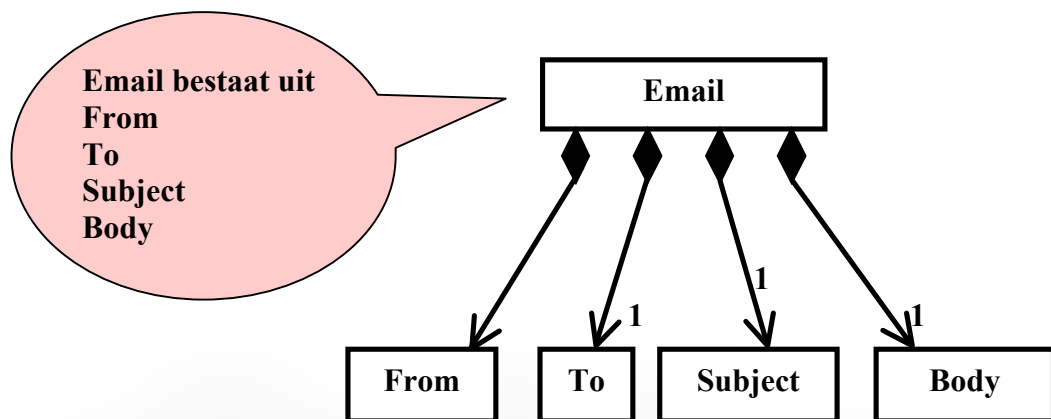 Email bestaat uit
From
To
Subject
Body
Email
1
1
1
From
To
Subject
Body